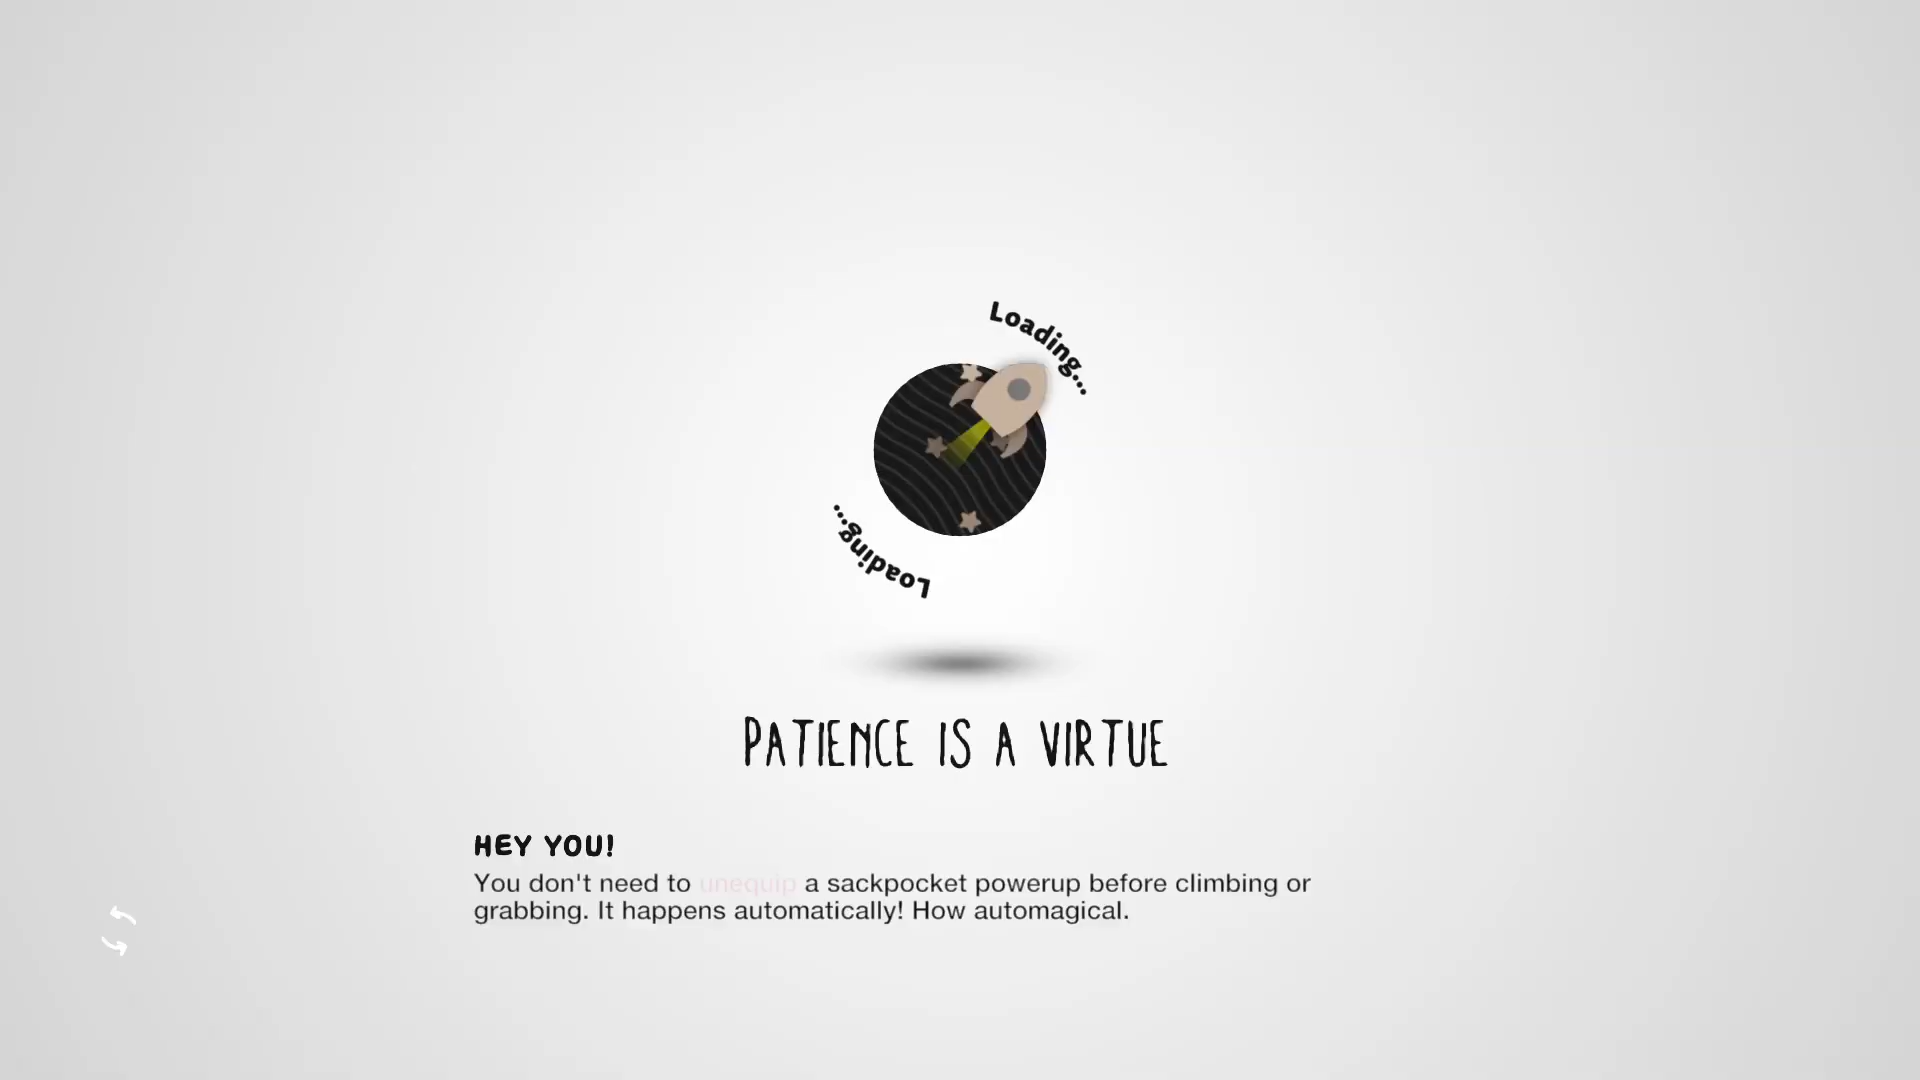 Loading...
Loading...
PATIENCE IS A VIRTUE
HEY YOU!
You don't need to unequip a sackpocket powerup before climbing or
grabbing. It happens automatically! How automagical.